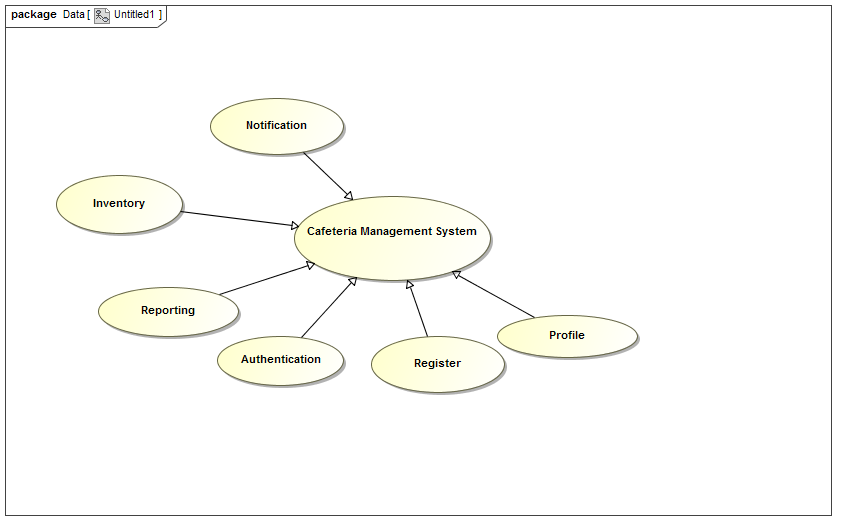 package Data [ Untitled1 ]
Notification
Inventory
Cafeteria Management System
Reporting
Authentication
Register
Profile